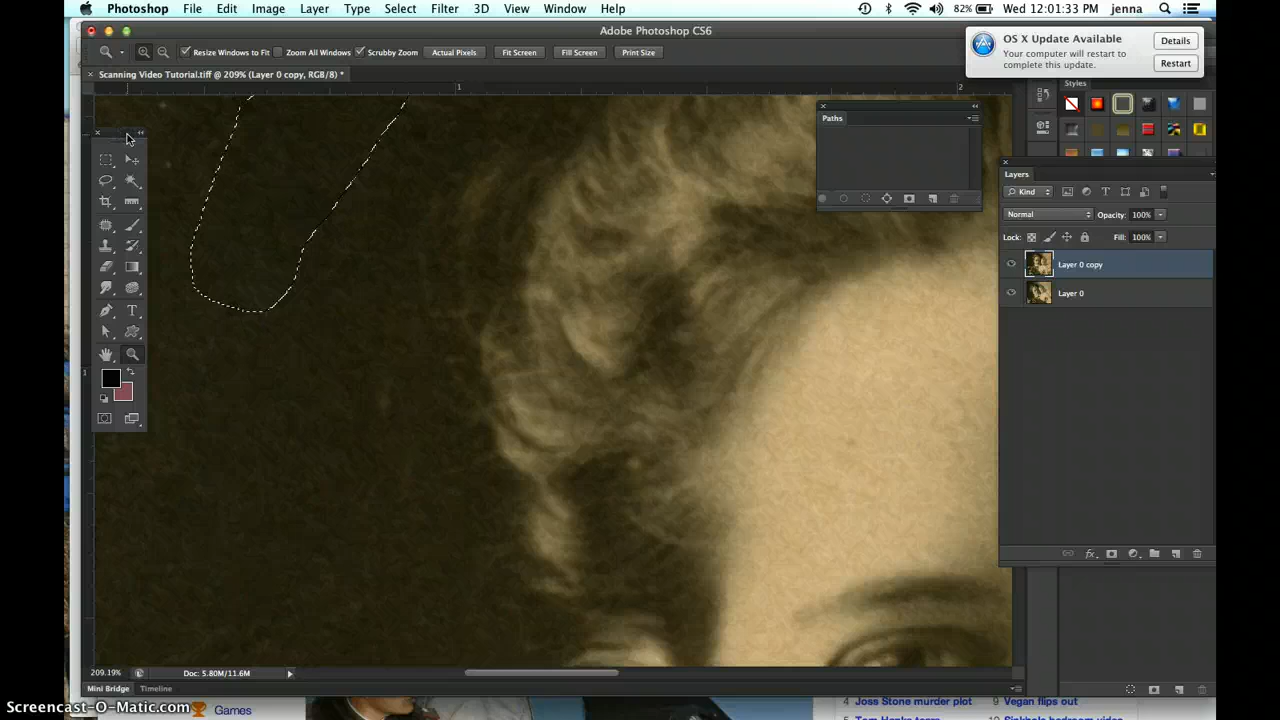 Photoshop File Edit Image Layer Type Select Filter 3D View Window Help 82% Wed 12:01:33 jenna
Adobe Photoshop CS6
Resize Windows to Fit Zoom All Windows Scrubby Zoom Actual Pixels Fit Screen Fill Screen Print Size
OS X Update Available
Your computer will restart to complete this update.
Details
Restart
Scanning Video Tutorial.tiff @ 209% (Layer 0 copy, RGB/8) *
1 2
Styles
Paths
Layers
Kind
Normal Opacity: 100%
Lock: Fill: 100%
Layer 0 copy
Layer 0
1
209.19% Doc: 5.80M/11.6M
Mini Bridge Timeline
Screencast-O-Matic.com Games
4 Joss Stone murder plot 9 Vegan flips out